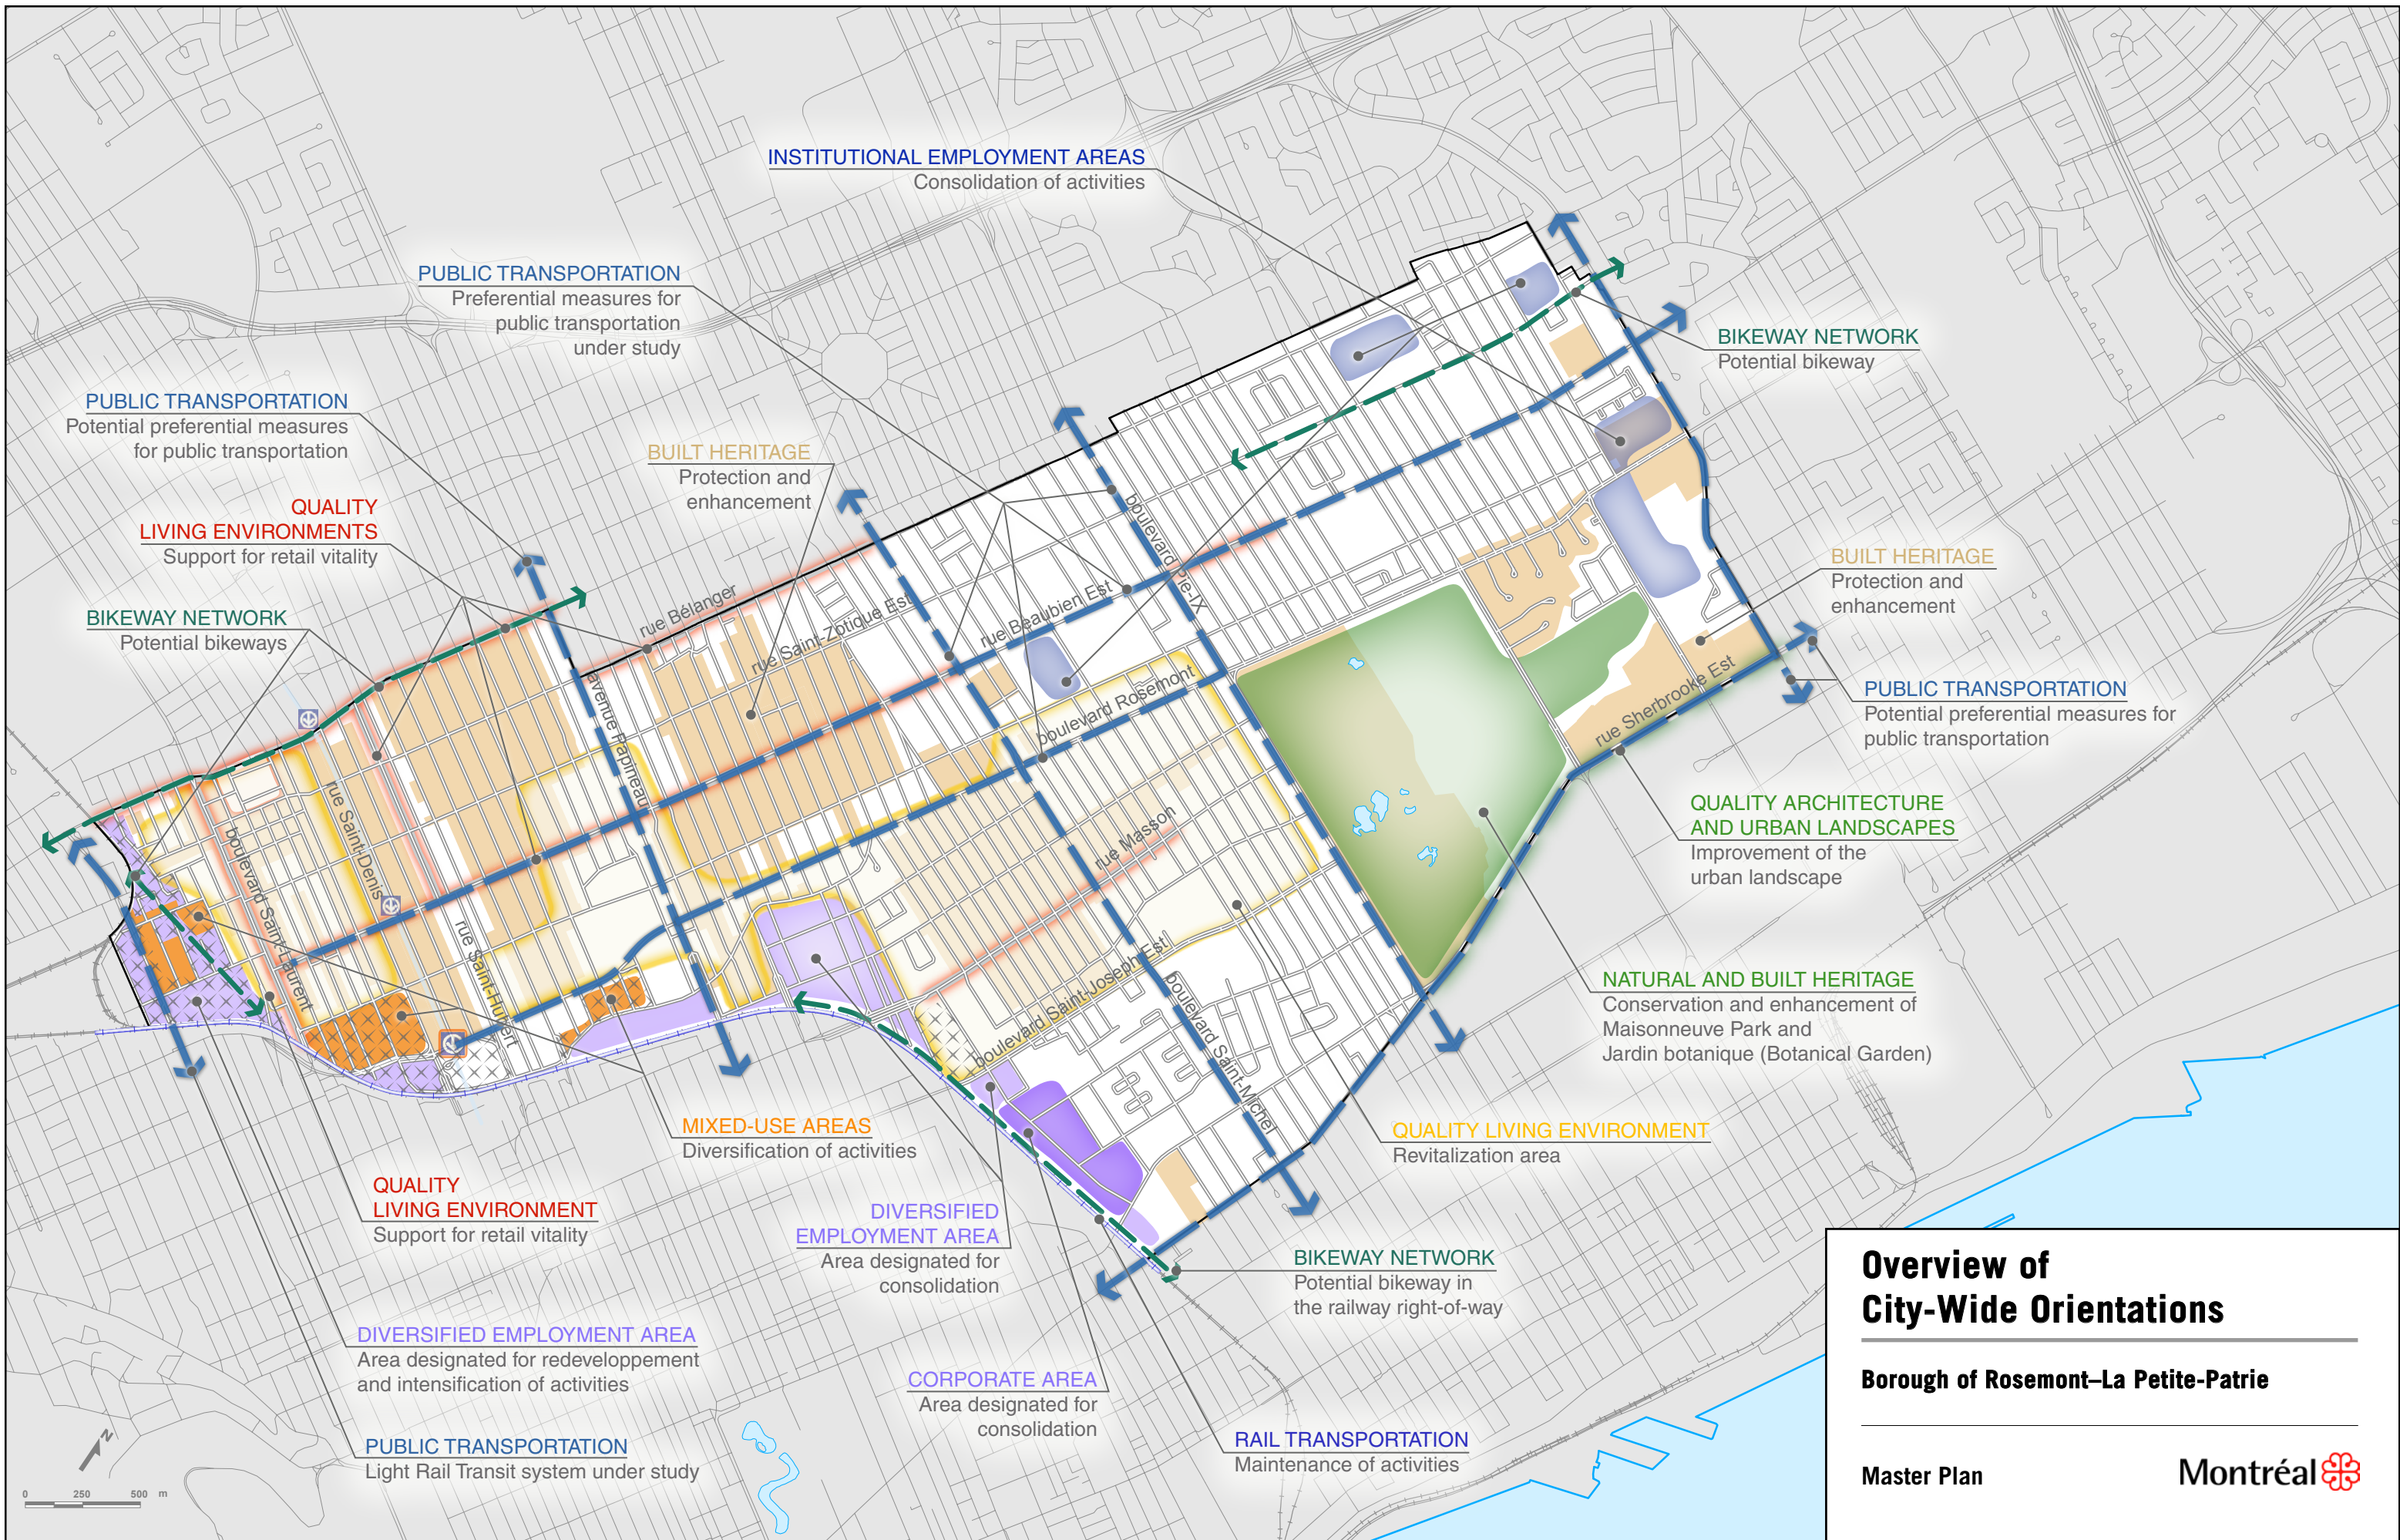 INSTITUTIONAL EMPLOYMENT AREAS
Consolidation of activities
PUBLIC TRANSPORTATION
Preferential measures for
public transportation
under study
BIKEWAY NETWORK
Potential bikeway
PUBLIC TRANSPORTATION
Potential preferential measures
for public transportation
BUILT HERITAGE
Protection and
enhancement
QUALITY
LIVING ENVIRONMENTS
Support for retail vitality
BIKEWAY NETWORK
Potential bikeways
BUILT HERITAGE
Protection and
enhancement
PUBLIC TRANSPORTATION
Potential preferential measures for
public transportation
QUALITY ARCHITECTURE
AND URBAN LANDSCAPES
Improvement of the
urban landscape
NATURAL AND BUILT HERITAGE
Conservation and enhancement of
Maisonneuve Park and
Jardin botanique (Botanical Garden)
rue Bélanger
rue Saint-Zotique Est
rue Beaubien Est
boulevard Pie-IX
boulevard Rosemont
avenue Papineau
rue Saint-Denis
boulevard Saint-Laurent
rue Saint-Hubert
rue Masson
boulevard Saint-Joseph Est
boulevard Saint-Michel
rue Sherbrooke Est
MIXED-USE AREAS
Diversification of activities
QUALITY LIVING ENVIRONMENT
Revitalization area
QUALITY
LIVING ENVIRONMENT
Support for retail vitality
DIVERSIFIED
EMPLOYMENT AREA
Area designated for
consolidation
BIKEWAY NETWORK
Potential bikeway in
the railway right-of-way
DIVERSIFIED EMPLOYMENT AREA
Area designated for redeveloppement
and intensification of activities
CORPORATE AREA
Area designated for
consolidation
PUBLIC TRANSPORTATION
Light Rail Transit system under study
RAIL TRANSPORTATION
Maintenance of activities
N
0 250 500 m
Overview of
City-Wide Orientations
Borough of Rosemont–La Petite-Patrie
Master Plan
Montréal